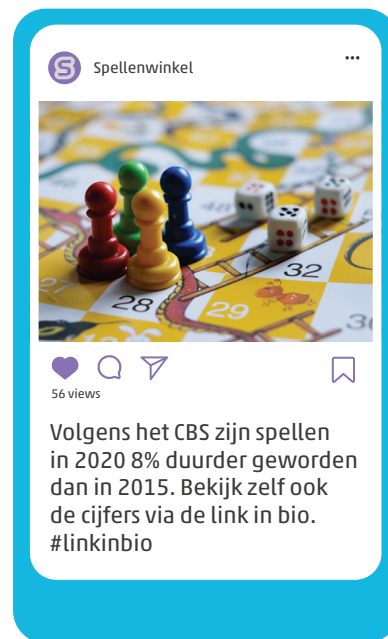 S Spellenwinkel
32
28
29
56 views
Volgens het CBS zijn spellen
in 2020 8% duurder geworden
dan in 2015. Bekijk zelf ook
de cijfers via de link in bio.
#linkinbio